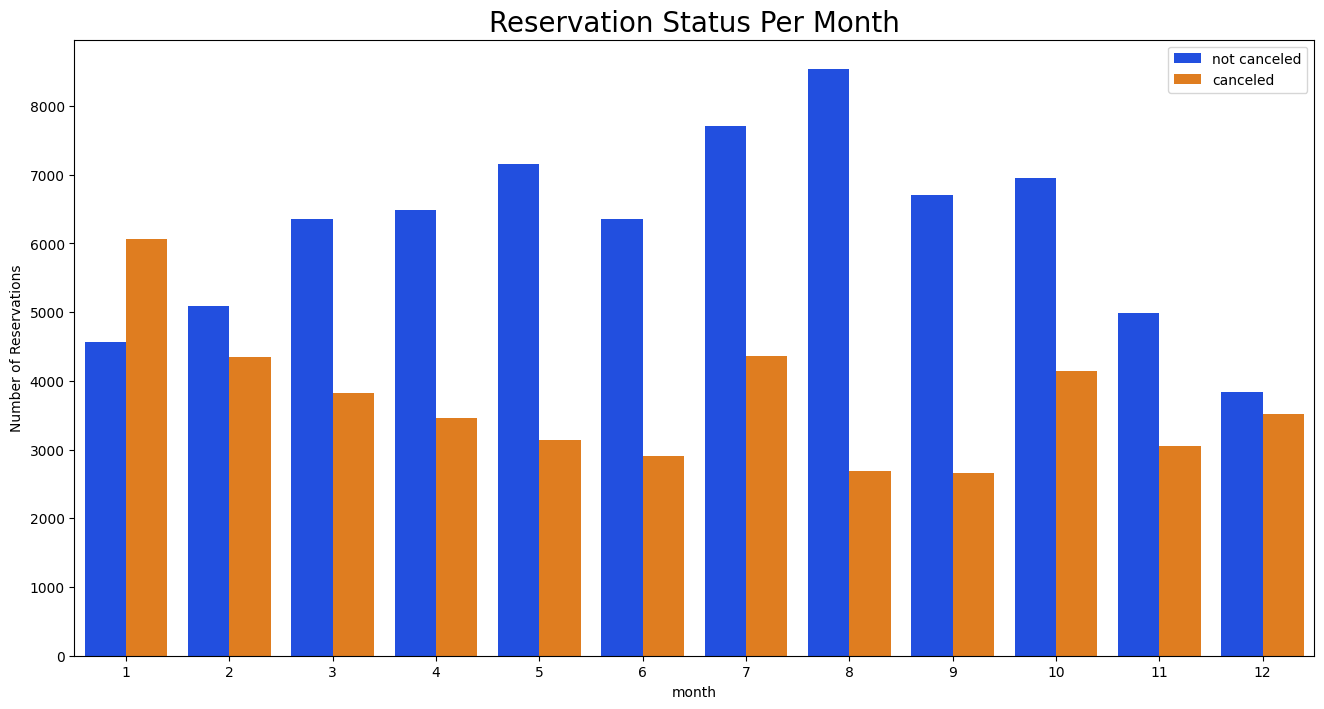 Reservation Status Per Month
not canceled
canceled
Number of Reservations
8000
7000
6000
5000
4000
3000
2000
1000
0
1 2 3 4 5 6 7 8 9 10 11 12
month